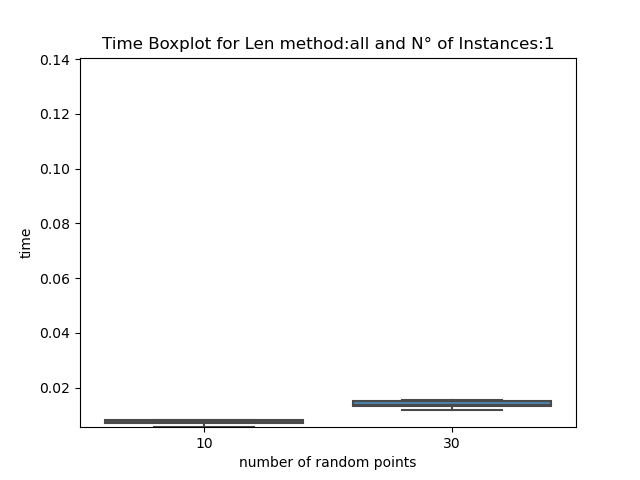 Time Boxplot for Len method:all and N° of Instances:1
0.14
0.12
0.10
0.08
0.06
0.04
0.02
time
10 30
number of random points